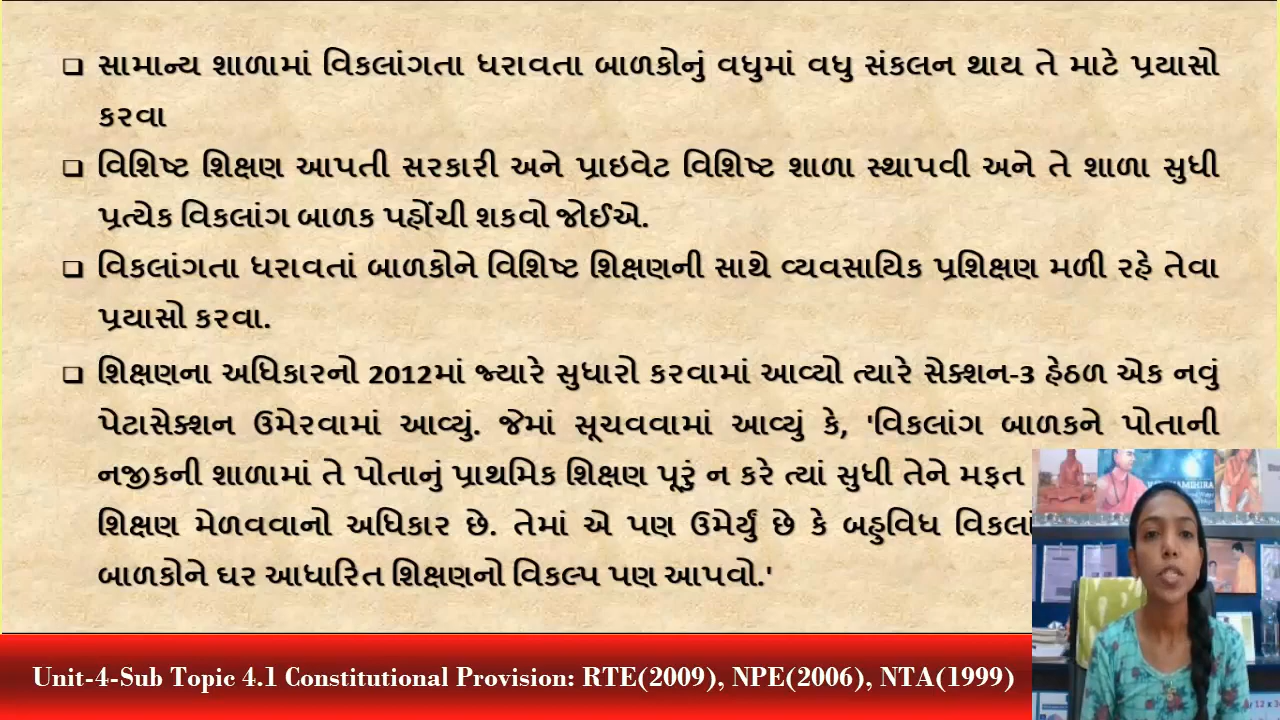 ❑ સામાન્ય શાળામાં વિકલાંગતા ધરાવતા બાળકોનું વધુમાં વધુ સંકલન થાય તે માટે પ્રયાસો
કરવા
❑ વિશિષ્ટ શિક્ષણ આપતી સરકારી અને પ્રાઇવેટ વિશિષ્ટ શાળા સ્થાપવી અને તે શાળા સુધી
પ્રત્યેક વિકલાંગ બાળક પહોંચી શકવો જોઈએ.
❑ વિકલાંગતા ધરાવતાં બાળકોને વિશિષ્ટ શિક્ષણની સાથે વ્યવસાયિક પ્રશિક્ષણ મળી રહે તેવા
પ્રયાસો કરવા.
❑ શિક્ષણના અધિકારનો 2012માં જ્યારે સુધારો કરવામાં આવ્યો ત્યારે સેક્શન-3 હેઠળ એક નવું
પેટાસેક્શન ઉમેરવામાં આવ્યું. જેમાં સૂચવવામાં આવ્યું કે, 'વિકલાંગ બાળકને પોતાની
નજીકની શાળામાં તે પોતાનું પ્રાથમિક શિક્ષણ પૂરું ન કરે ત્યાં સુધી તેને મફત
શિક્ષણ મેળવવાનો અધિકાર છે. તેમાં એ પણ ઉમેર્યું છે કે બહુવિધ
બાળકોને ઘર આધારિત શિક્ષણનો વિકલ્પ પણ આપવો.'
Unit-4-Sub Topic 4.1 Constitutional Provision: RTE(2009), NPE(2006), NTA(1999)